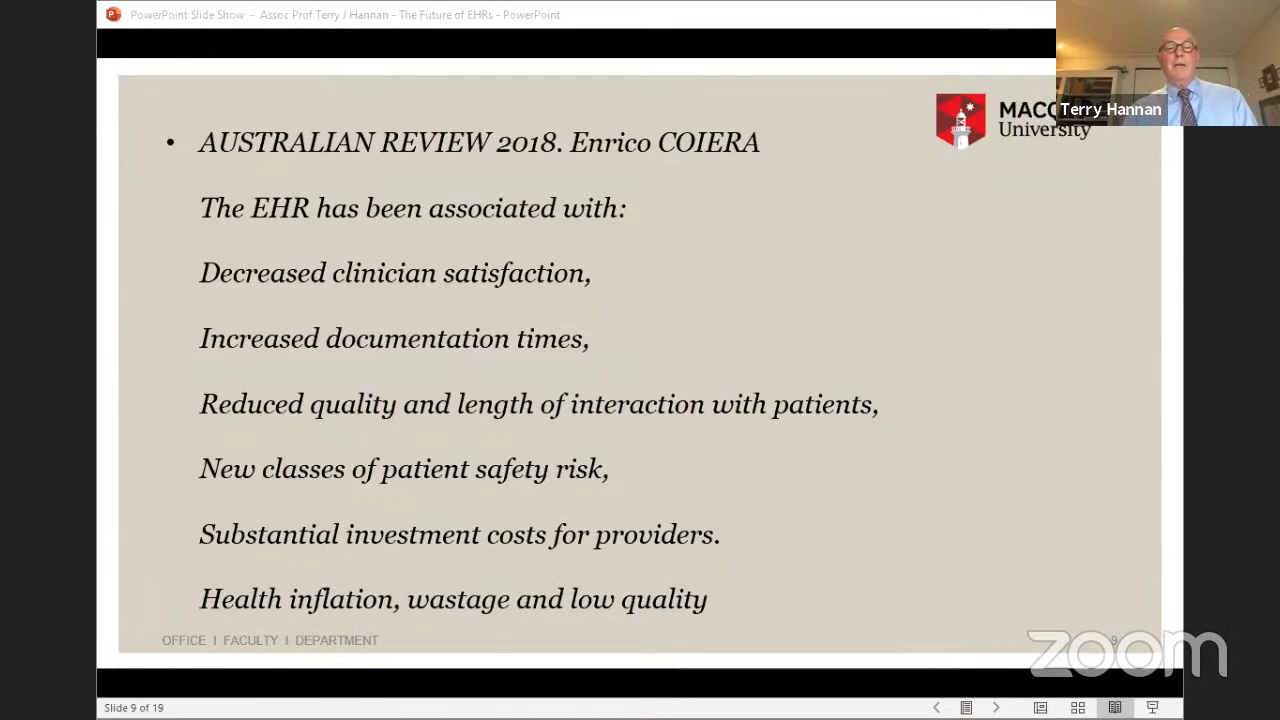 PowerPoint Slide Show - Assoc Prof Terry J Hannan - The Future of EHRs - PowerPoint
MACQ
University
Terry Hannan
• AUSTRALIAN REVIEW 2018. Enrico COIERA
The EHR has been associated with:
Decreased clinician satisfaction,
Increased documentation times,
Reduced quality and length of interaction with patients,
New classes of patient safety risk,
Substantial investment costs for providers.
Health inflation, wastage and low quality
OFFICE I FACULTY I DEPARTMENT
9
zoom
Slide 9 of 19